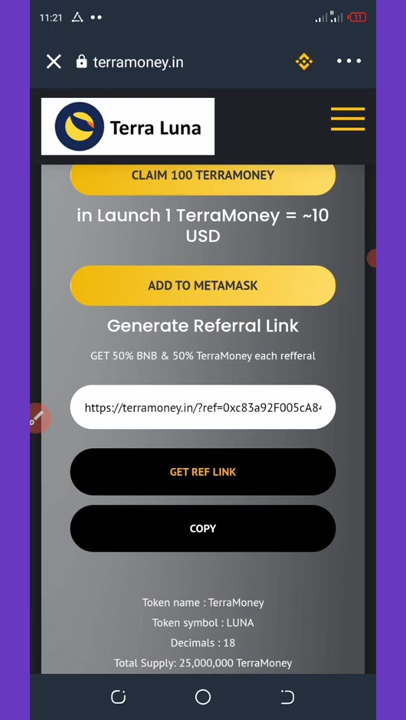 11:21
11
terramoney.in
Terra Luna
CLAIM 100 TERRAMONEY
in Launch 1 TerraMoney = ~10
USD
ADD TO METAMASK
Generate Referral Link
GET 50% BNB & 50% TerraMoney each refferal
https://terramoney.in/?ref=0xc83a92F005cA8
GET REF LINK
COPY
Token name : TerraMoney
Token symbol : LUNA
Decimals : 18
Total Supply: 25,000,000 TerraMoney